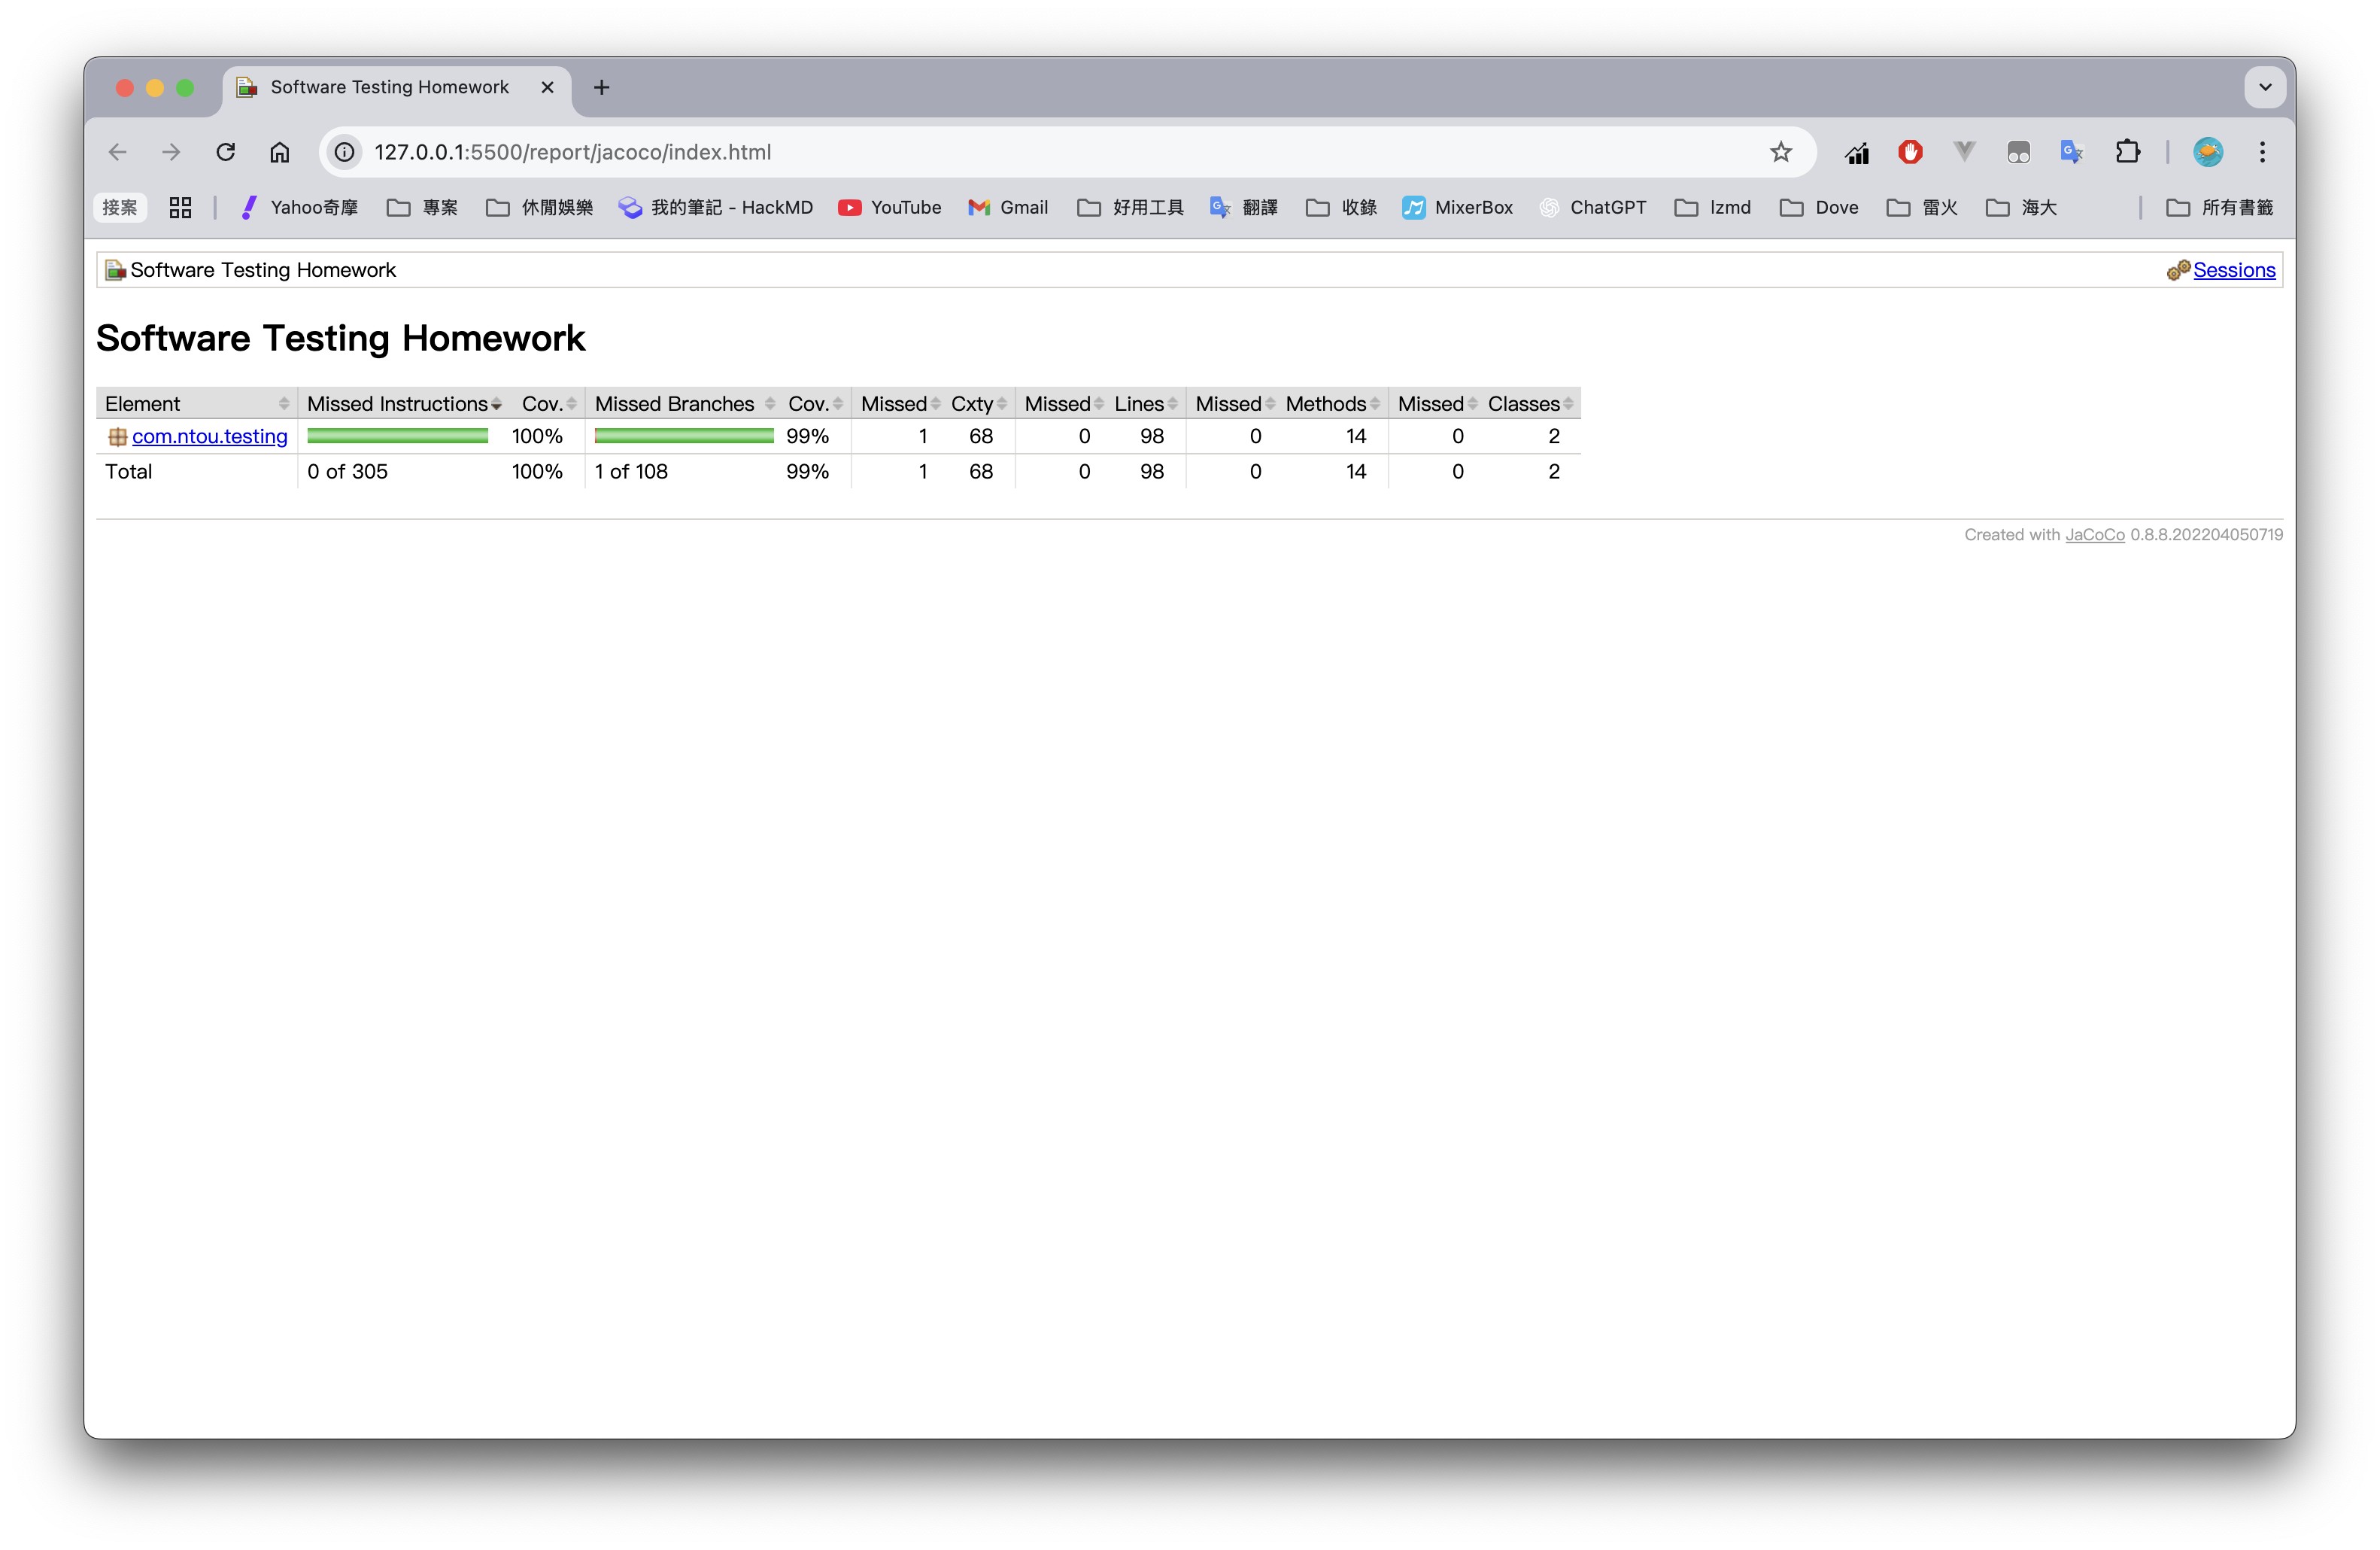 Software Testing Homework
127.0.0.1:5500/report/jacoco/index.html
接案 Yahoo奇摩 專案 休閒娛樂 我的筆記 - HackMD YouTube Gmail 好用工具 翻譯 收錄 MixerBox ChatGPT lzmd Dove 雷火 海大 所有書籤
Software Testing Homework Sessions
Software Testing Homework
Element Missed Instructions Cov. Missed Branches Cov. Missed Cxty Missed Lines Missed Methods Missed Classes
com.ntou.testing 100% 99% 1 68 0 98 0 14 0 2
Total 0 of 305 100% 1 of 108 99% 1 68 0 98 0 14 0 2
Created with JaCoCo 0.8.8.202204050719